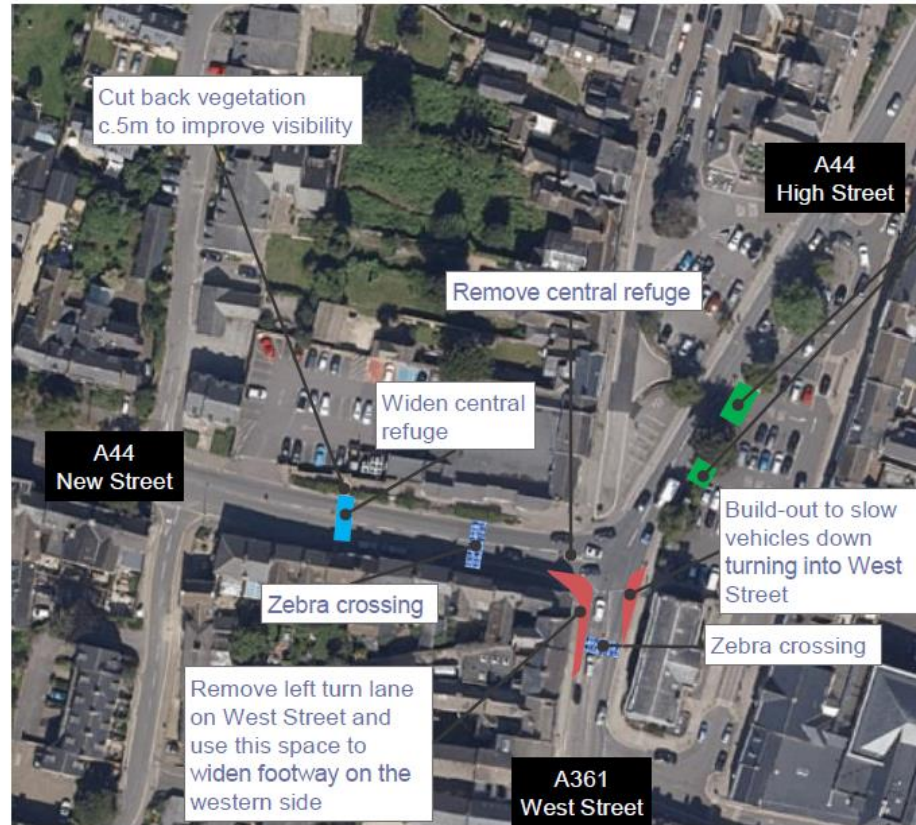 Cut back vegetation
c.5m to improve visibility
A44
High Street
Remove central refuge
Widen central
refuge
A44
New Street
Build-out to slow
vehicles down
turning into West
Street
Zebra crossing
Zebra crossing
Remove left turn lane
on West Street and
use this space to
widen footway on the
western side
A361
West Street